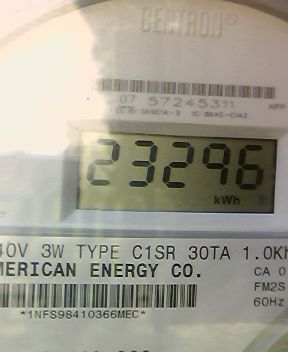 CENTRON®
07 57245311
23296
kWh
40V 3W TYPE C1SR 30TA 1.0Kh
MERICAN ENERGY CO.
CA 0
FM2S
60Hz
*1NFS98410366MEC*